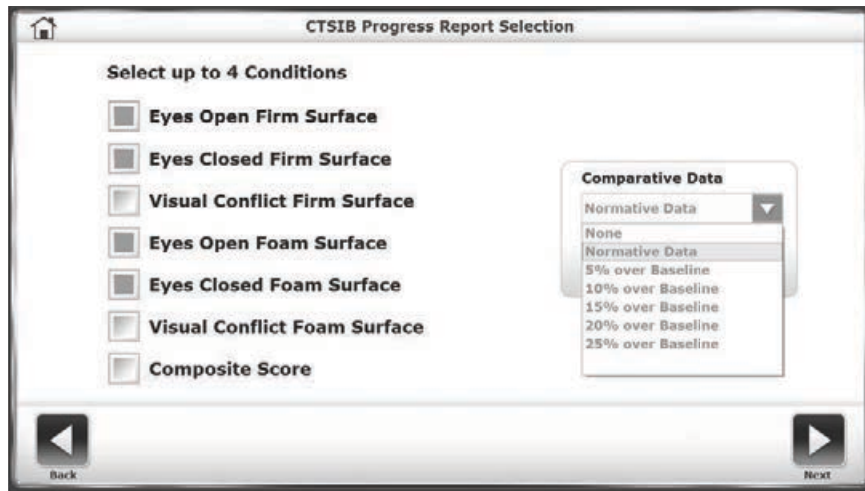 CTSIB Progress Report Selection
Select up to 4 Conditions
Eyes Open Firm Surface
Eyes Closed Firm Surface
Visual Conflict Firm Surface
Eyes Open Foam Surface
Eyes Closed Foam Surface
Visual Conflict Foam Surface
Composite Score
Comparative Data
Normative Data
None
Normative Data
5% over Baseline
10% over Baseline
15% over Baseline
20% over Baseline
25% over Baseline
Back
Next